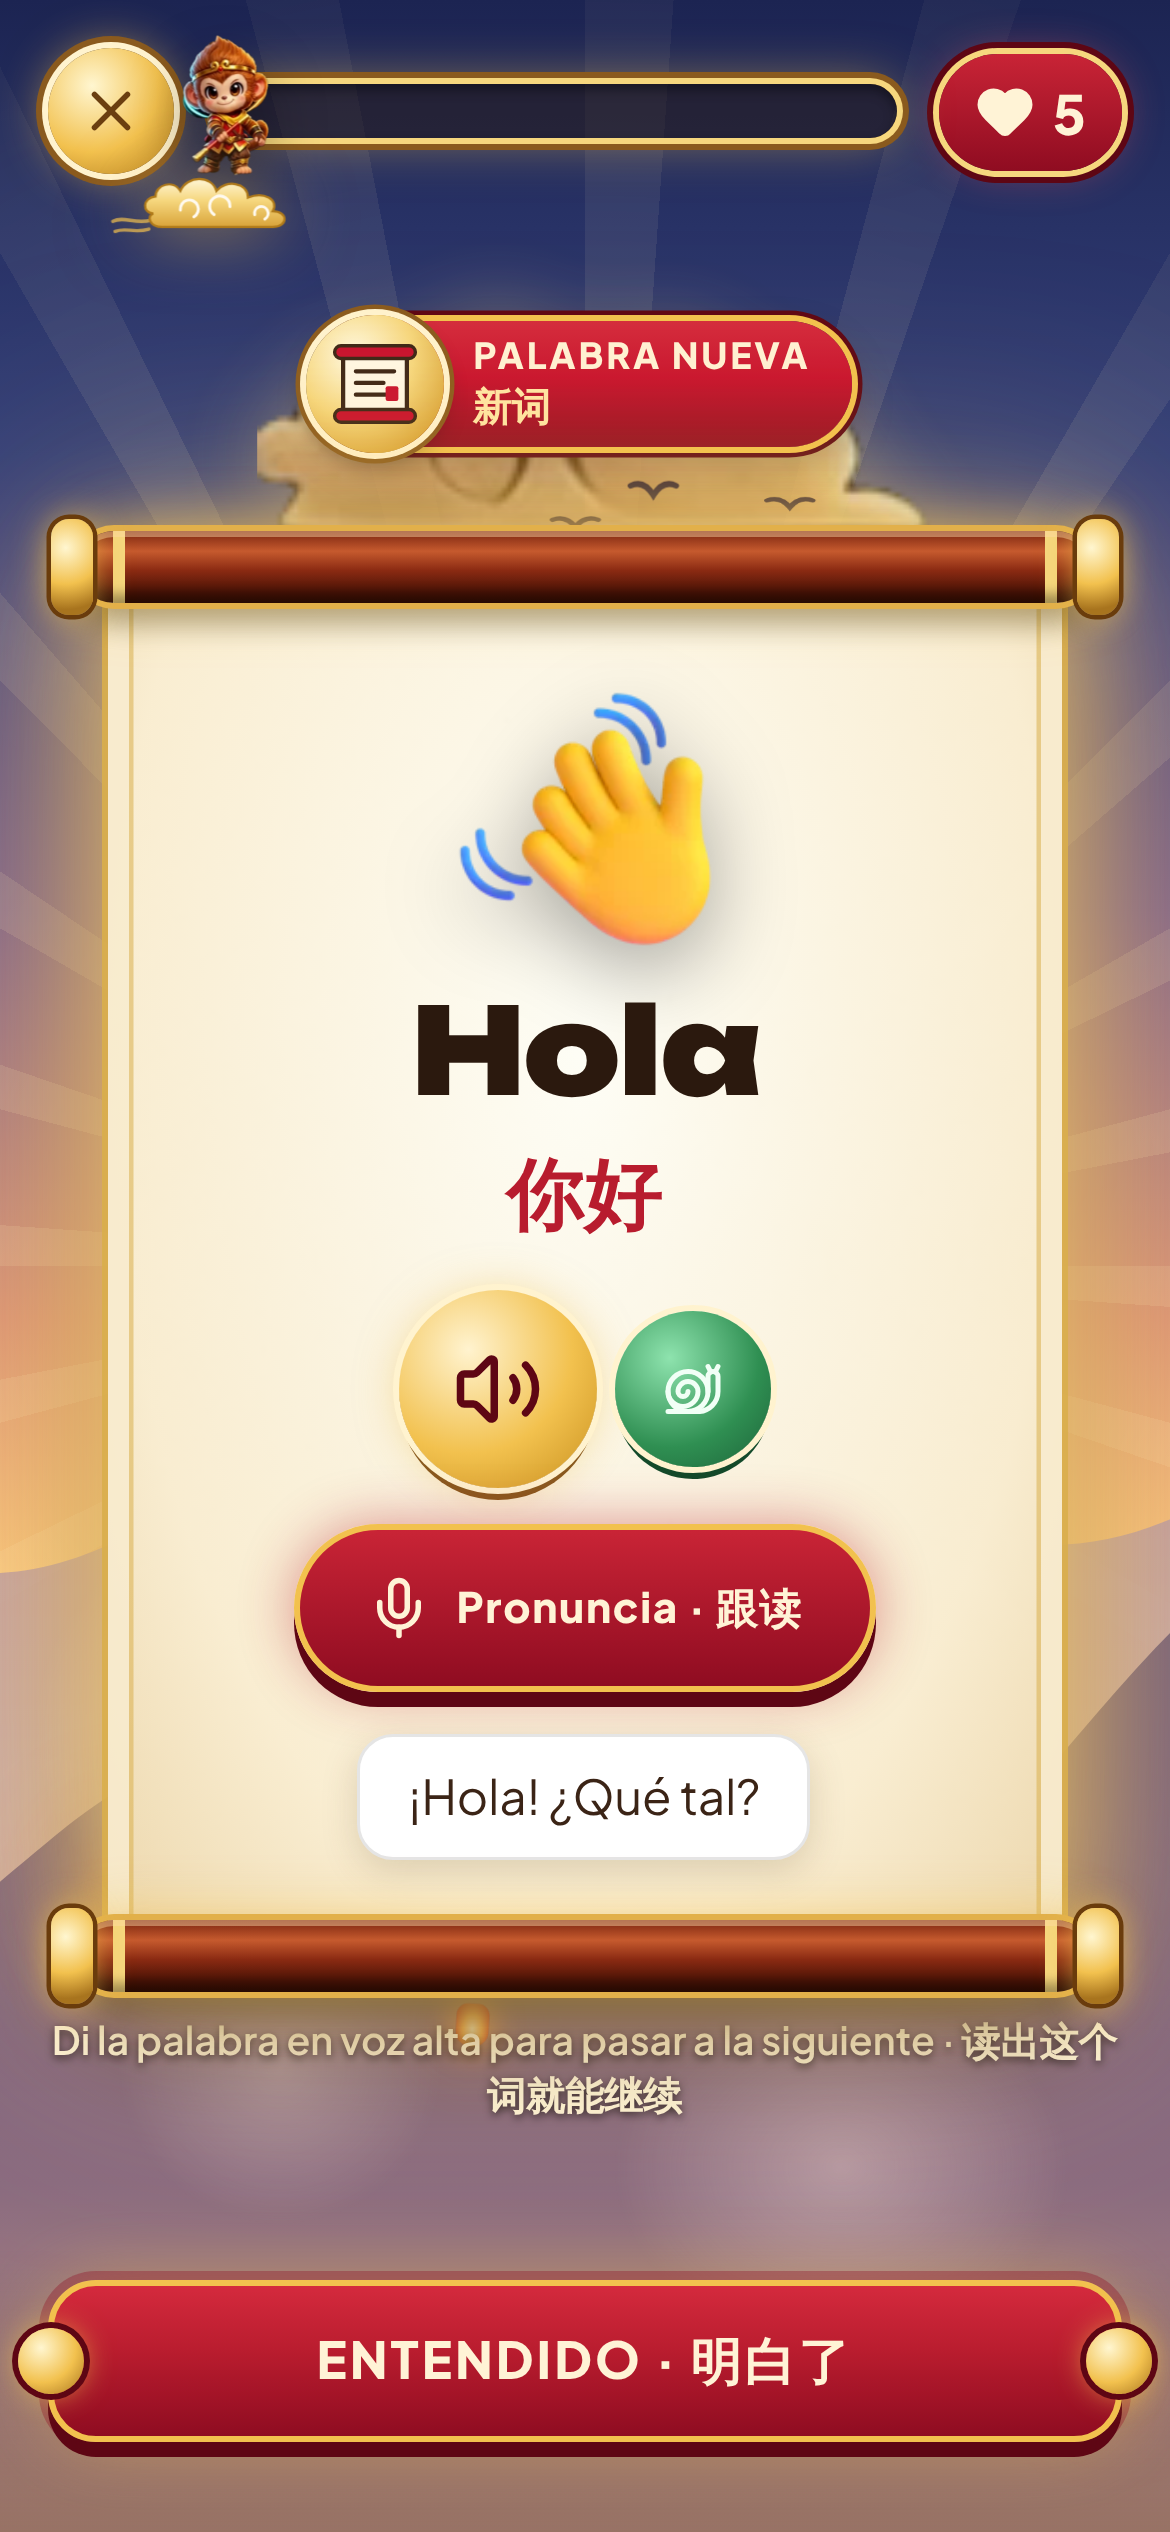 5
PALABRA NUEVA
新词
Hola
你好
Pronuncia · 跟读
¡Hola! ¿Qué tal?
Di la palabra en voz alta para pasar a la siguiente · 读出这个
词就能继续
ENTENDIDO · 明白了